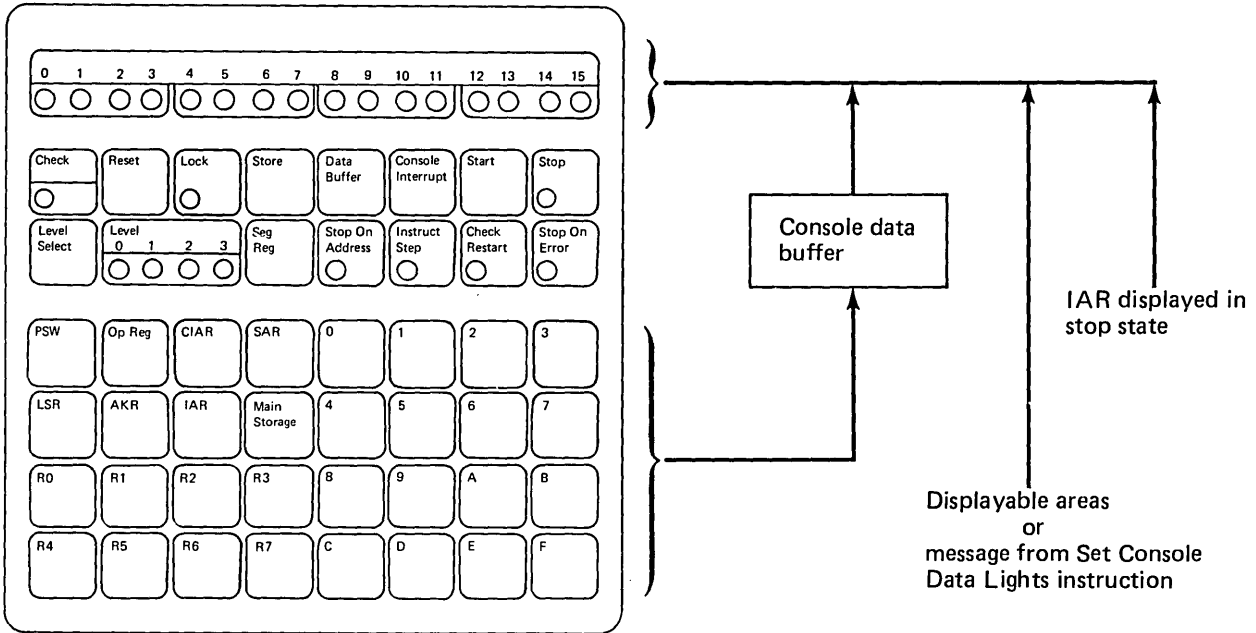 0 1 2 3 4 5 6 7 8 9 10 11 12 13 14 15
Check
Reset
Lock
Store
Data
Buffer
Console
Interrupt
Start
Stop
Level
Select
Level
0 1 2 3
Seg
Reg
Stop On
Address
Instruct
Step
Check
Restart
Stop On
Error
PSW
Op Reg
CIAR
SAR
0
1
2
3
LSR
AKR
IAR
Main
Storage
4
5
6
7
R0
R1
R2
R3
8
9
A
B
R4
R5
R6
R7
C
D
E
F
Console data
buffer
IAR displayed in
stop state
Displayable areas
or
message from Set Console
Data Lights instruction